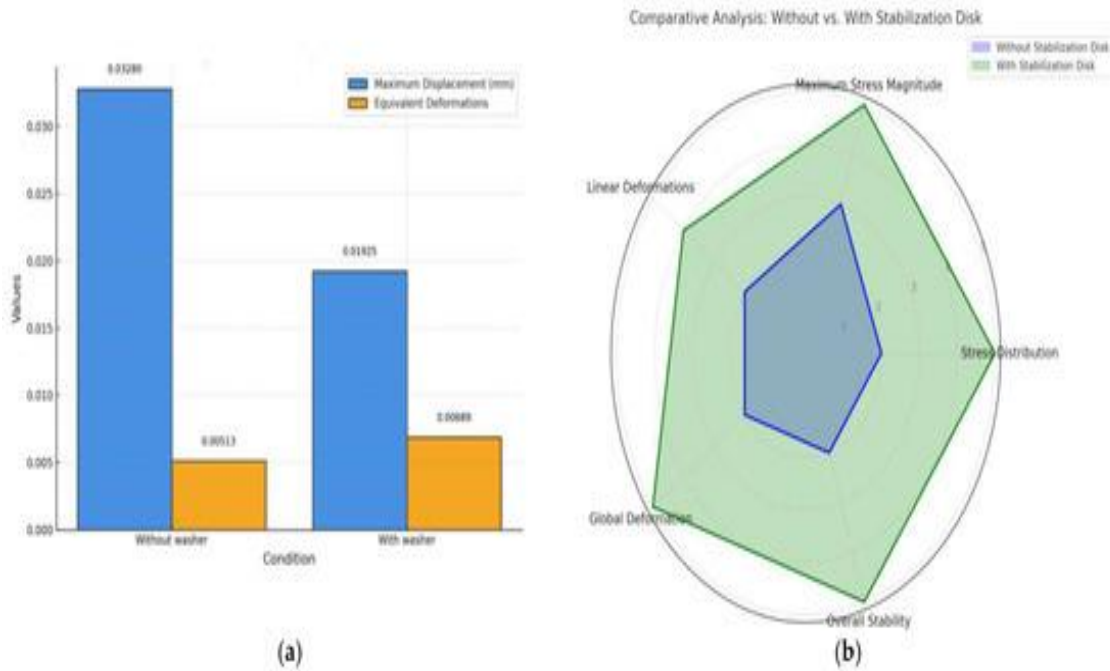 Comparative Analysis: Without vs. With Stabilization Disk
Without Stabilization Disk
With Stabilization Disk
0.03280
Maximum Displacement (mm)
Equivalent Deformations
0.030
0.025
0.020
0.015
0.010
0.005
0.000
Values
0.01925
0.00513
0.00689
Without washer
With washer
Condition
Maximum Stress Magnitude
Linear Deformations
Stress Distribution
Global Deformation
Overall Stability
(a)
(b)